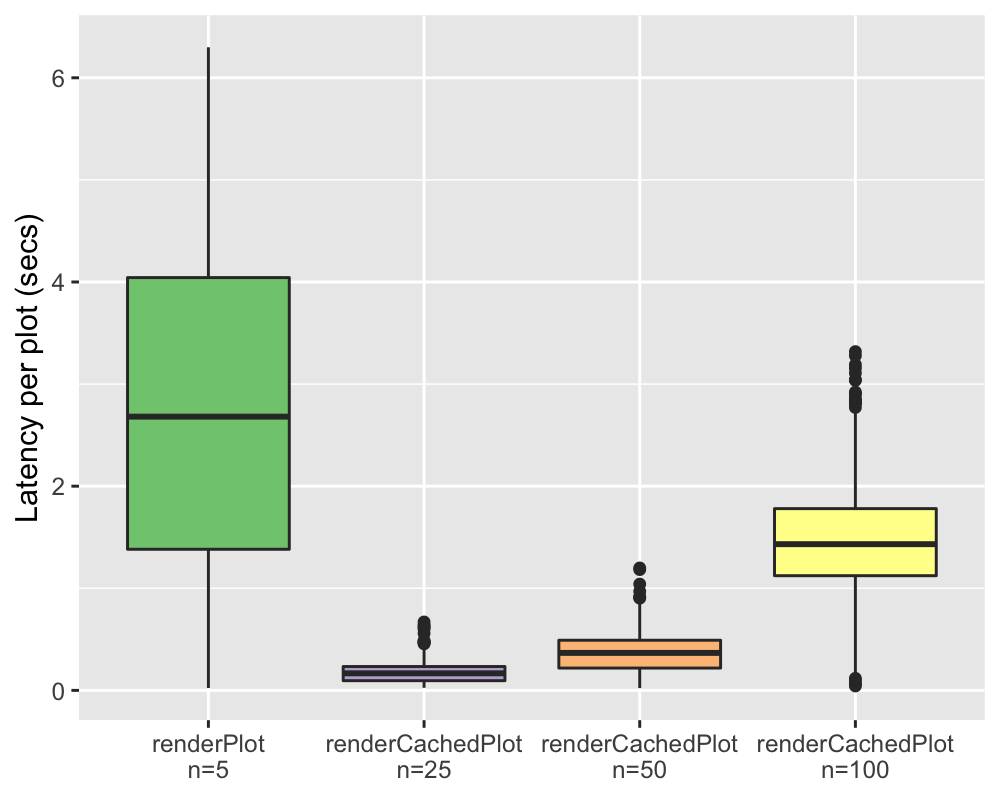 Latency per plot (secs)
6
4
2
0
renderPlot renderCachedPlot renderCachedPlot renderCachedPlot
n=5 n=25 n=50 n=100